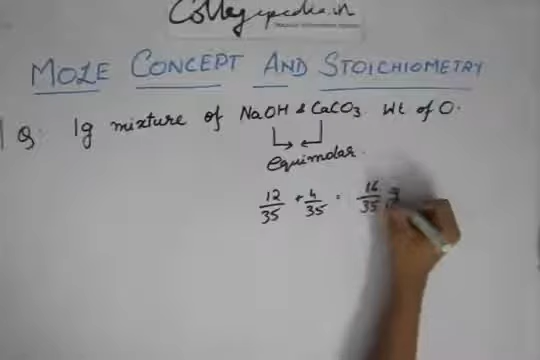 Collegepedia.in
MOLE CONCEPT AND STOICHIOMETRY
Q. 1g mixture of NaOH & CaCO3. Wt of O.
equimolar.
12/35 + 4/35 = 16/35 g